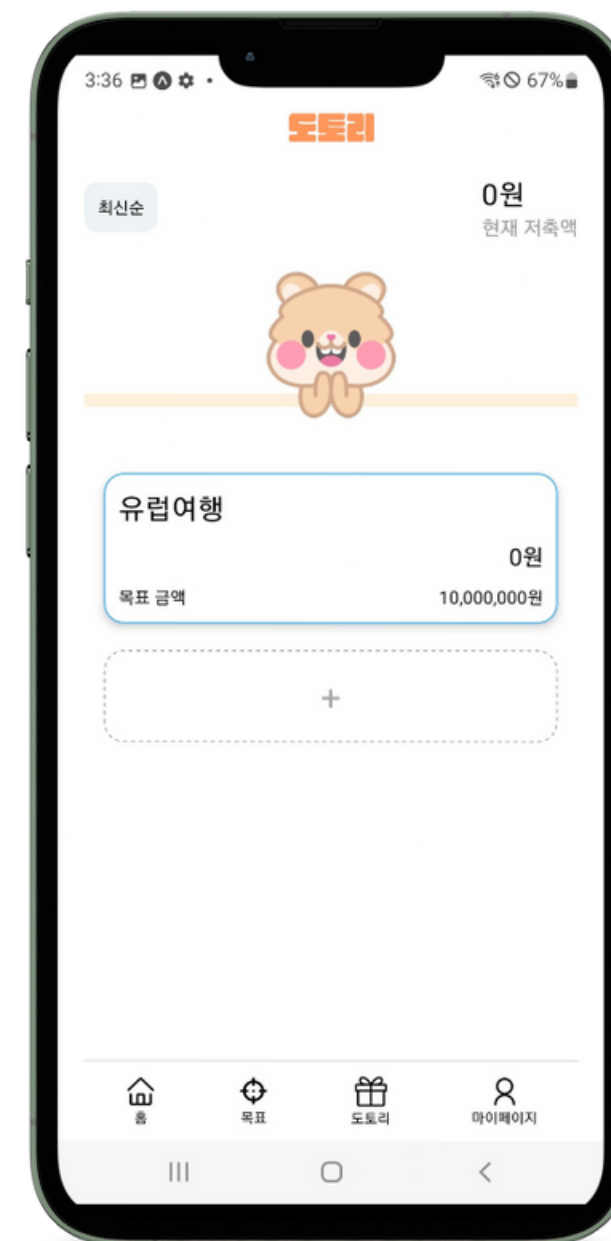 3:36
67%
도토리
최신순
0원
현재 저축액
유럽여행
0원
목표 금액
10,000,000원
+
홈
목표
도토리
마이페이지